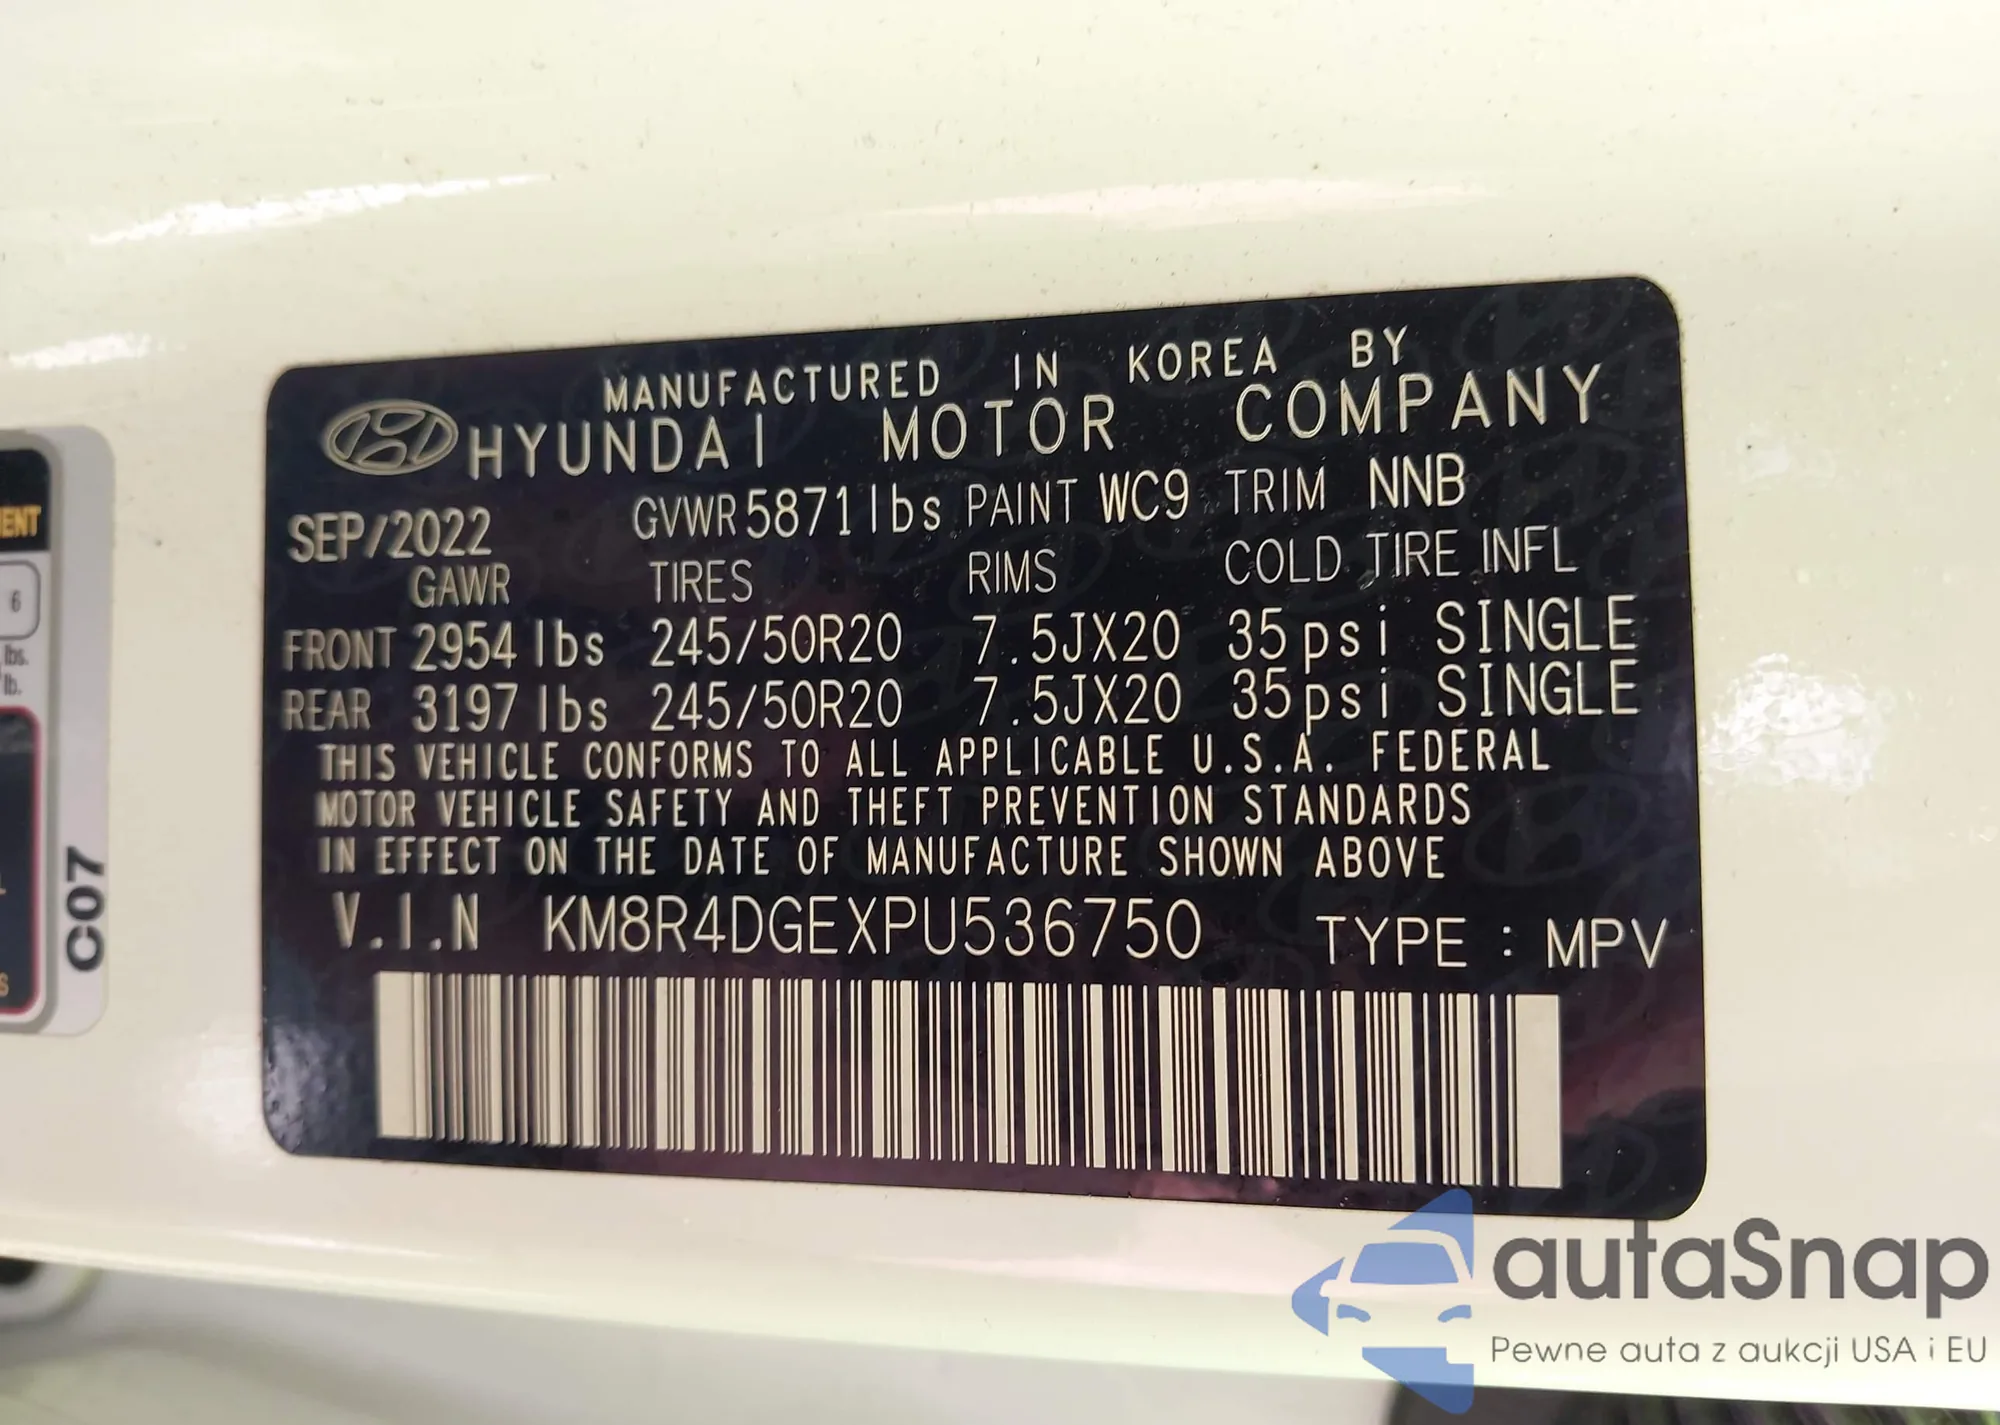 MANUFACTURED IN KOREA BY
HYUNDAI MOTOR COMPANY
SEP/2022 GVWR 5871lbs PAINT WC9 TRIM NNB
GAWR TIRES RIMS COLD TIRE INFL
FRONT 2954 lbs 245/50R20 7.5JX20 35psi SINGLE
REAR 3197 lbs 245/50R20 7.5JX20 35psi SINGLE
THIS VEHICLE CONFORMS TO ALL APPLICABLE U.S.A. FEDERAL
MOTOR VEHICLE SAFETY AND THEFT PREVENTION STANDARDS
IN EFFECT ON THE DATE OF MANUFACTURE SHOWN ABOVE
V.I.N KM8R4DGEXPU536750 TYPE : MPV
6
lbs.
lb.
C07
autaSnap
Pewne auta z aukcji USA i EU